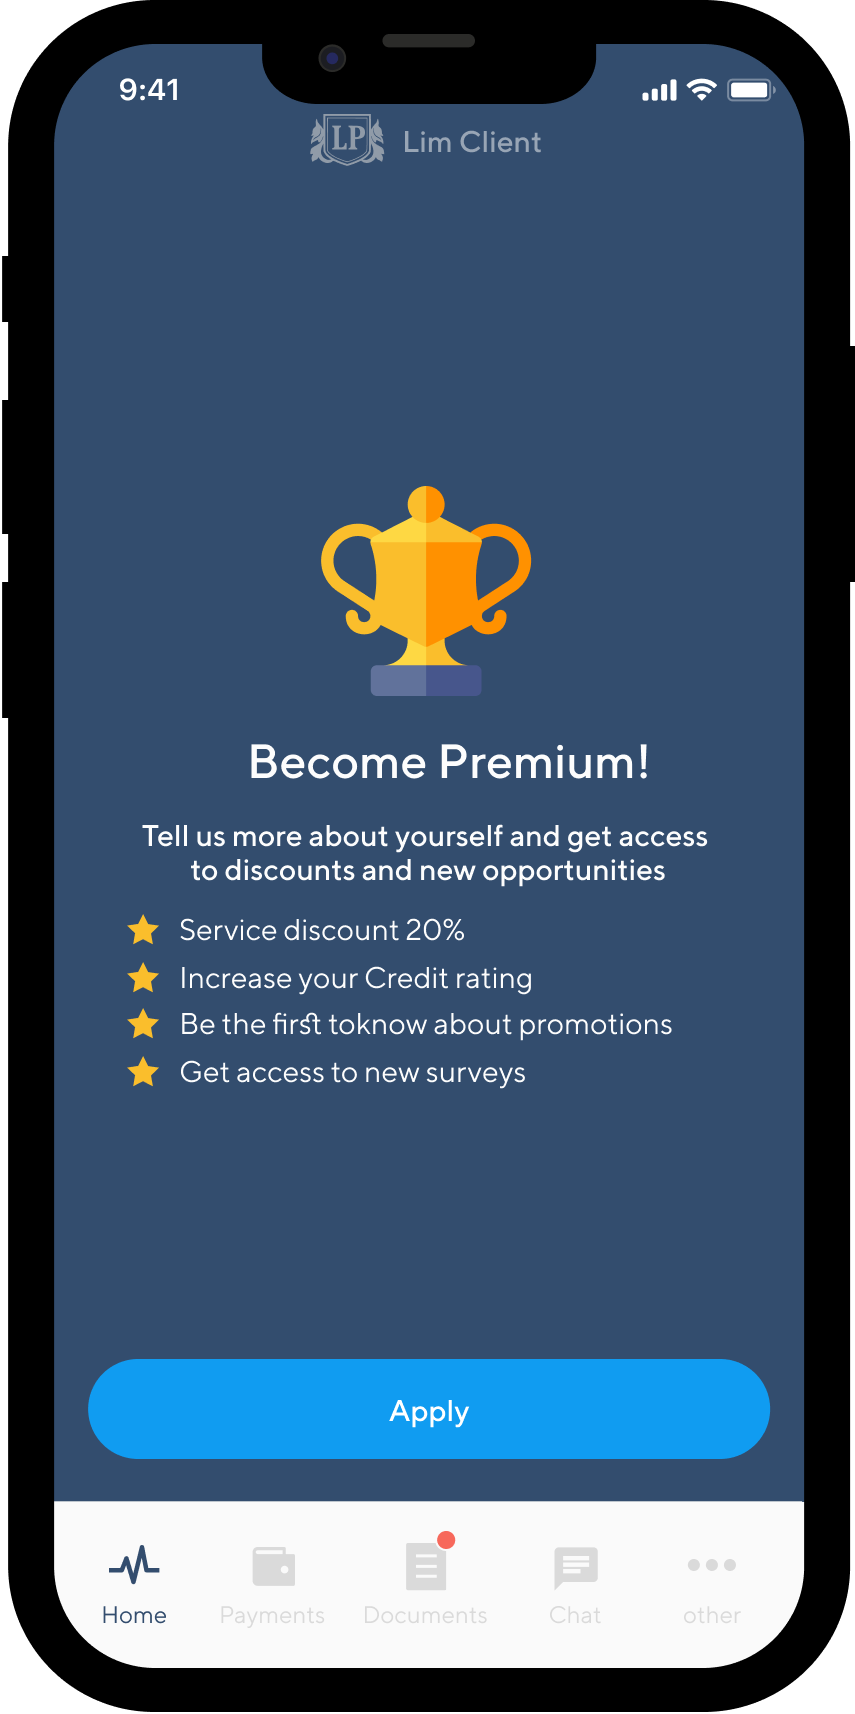 9:41
LP Lim Client
Become Premium!
Tell us more about yourself and get access
to discounts and new opportunities
Service discount 20%
Increase your Credit rating
Be the first toknow about promotions
Get access to new surveys
Apply
Home Payments Documents Chat other